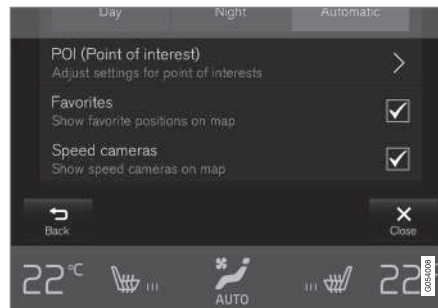 Day Night Automatic
POI (Point of interest)
Adjust settings for point of interests
Favorites
Show favorite positions on map
Speed cameras
Show speed cameras on map
Back Close
22°C AUTO 22°
G054008